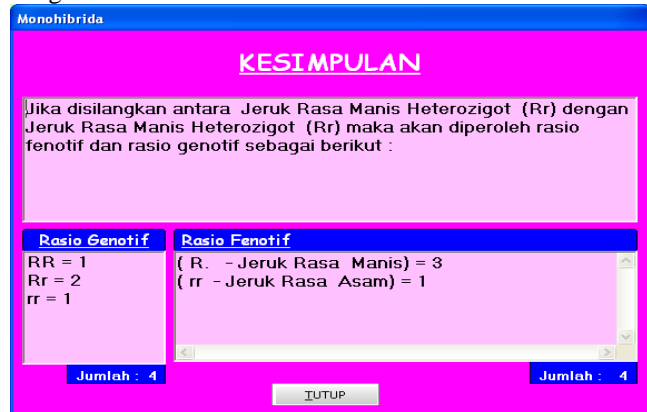 Monohibrida
KESIMPULAN
Jika disilangkan antara Jeruk Rasa Manis Heterozigot (Rr) dengan
Jeruk Rasa Manis Heterozigot (Rr) maka akan diperoleh rasio
fenotif dan rasio genotif sebagai berikut :
Rasio Genotif
RR = 1
Rr = 2
rr = 1
Jumlah : 4
Rasio Fenotif
( R. - Jeruk Rasa Manis) = 3
( rr - Jeruk Rasa Asam) = 1
Jumlah : 4
TUTUP